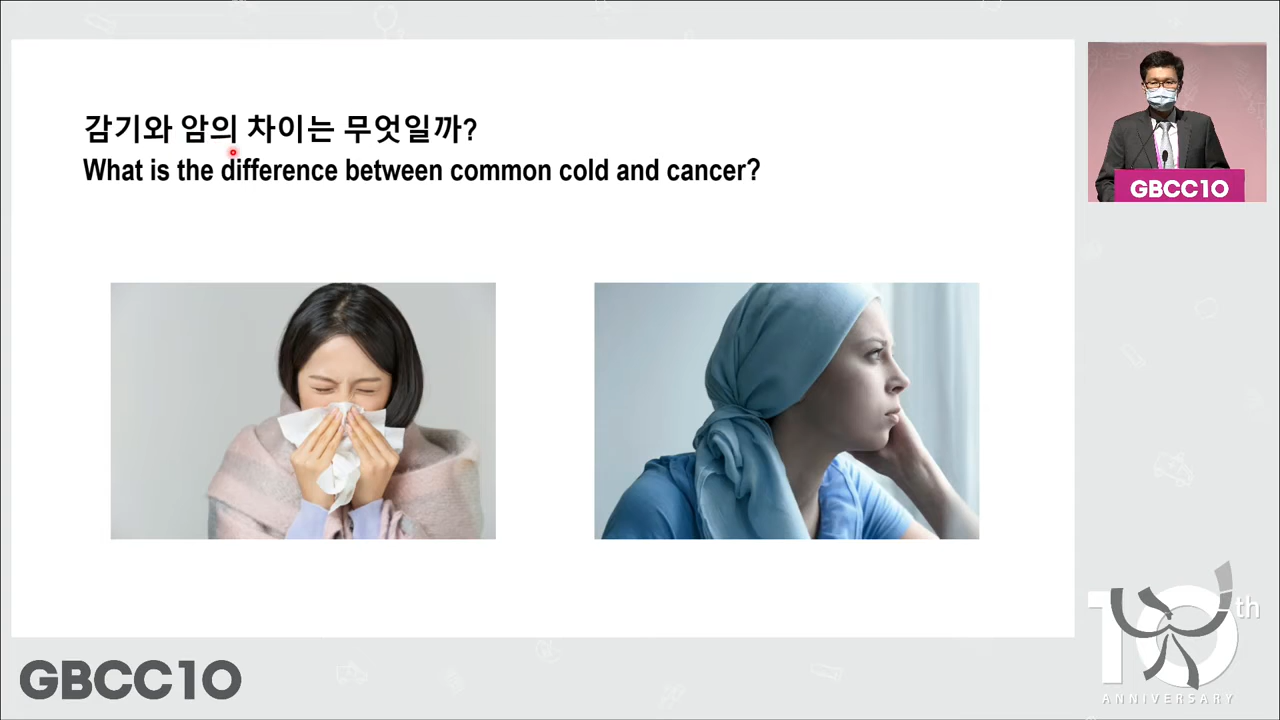 감기와 암의 차이는 무엇일까?
What is the difference between common cold and cancer?
GBCC10
GBCC10
10th
ANNIVERSARY